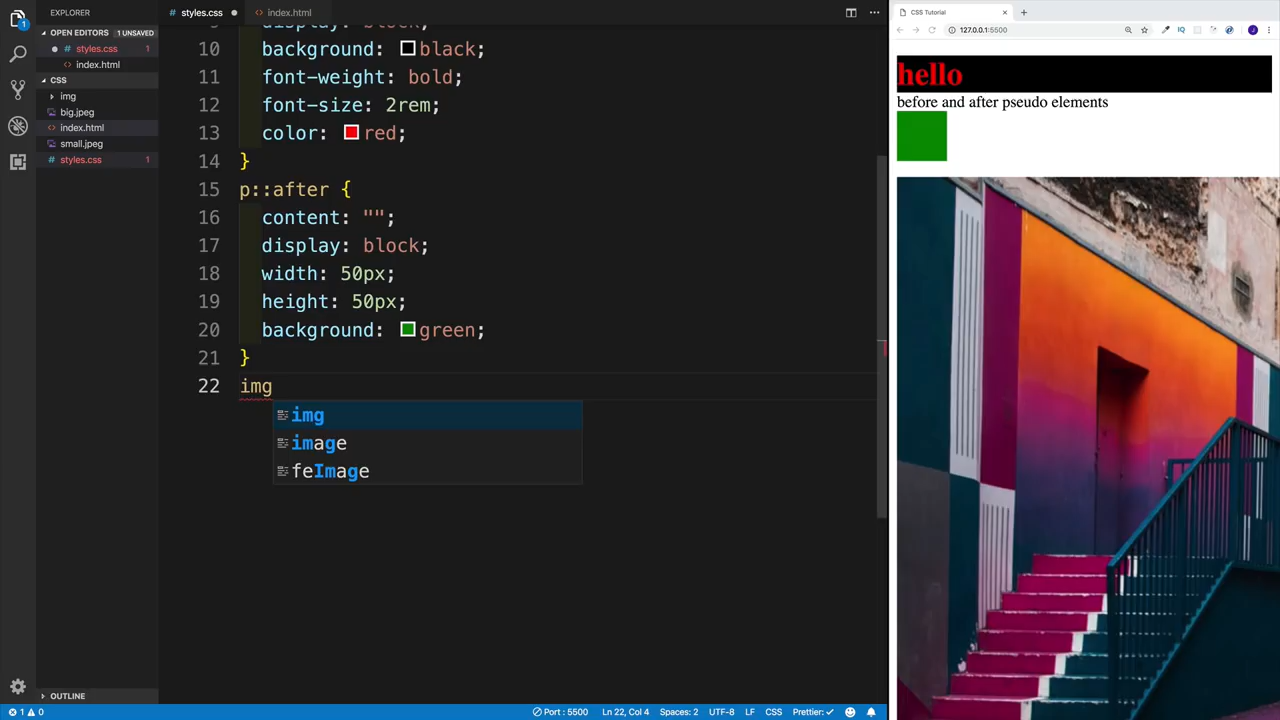 EXPLORER
OPEN EDITORS 1 UNSAVED
# styles.css 1
<> index.html
CSS
img
big.jpeg
<> index.html
small.jpeg
# styles.css 1
OUTLINE
# styles.css
<> index.html
10 background: black;
11 font-weight: bold;
12 font-size: 2rem;
13 color: red;
14 }
15 p::after {
16 content: "";
17 display: block;
18 width: 50px;
19 height: 50px;
20 background: green;
21 }
22 img
img
image
feImage
1 0
Port : 5500
Ln 22, Col 4
Spaces: 2
UTF-8
LF
CSS
Prettier: ✓
CSS Tutorial
127.0.0.1:5500
IQ
J
hello
before and after pseudo elements